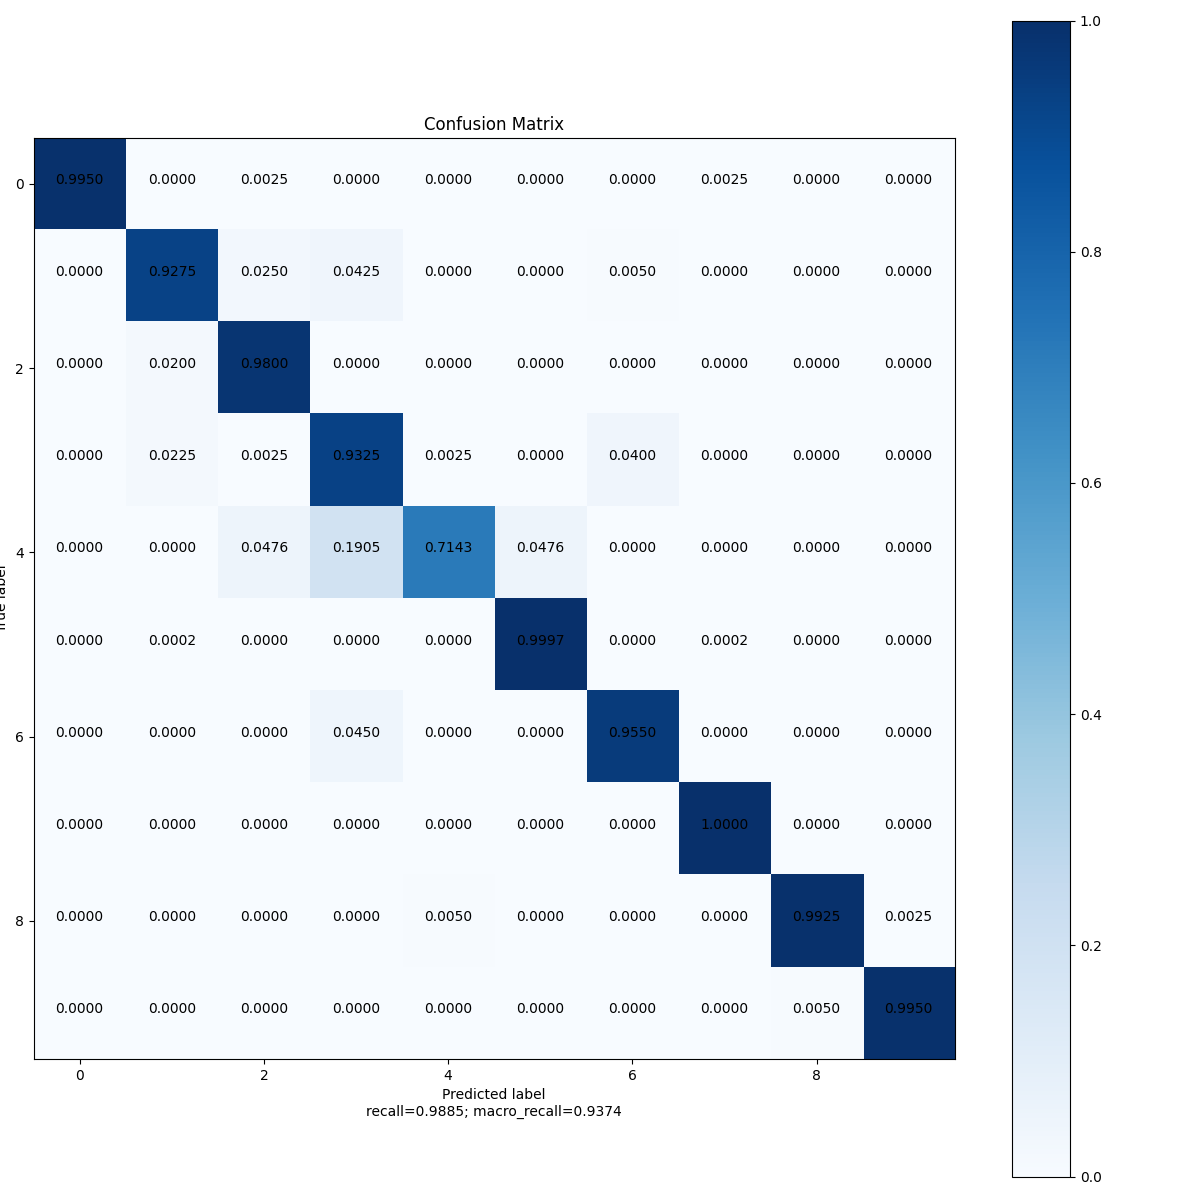 Confusion Matrix
0 0.9950 0.0000 0.0025 0.0000 0.0000 0.0000 0.0000 0.0025 0.0000 0.0000
0.0000 0.9275 0.0250 0.0425 0.0000 0.0000 0.0050 0.0000 0.0000 0.0000
2 0.0000 0.0200 0.9800 0.0000 0.0000 0.0000 0.0000 0.0000 0.0000 0.0000
0.0000 0.0225 0.0025 0.9325 0.0025 0.0000 0.0400 0.0000 0.0000 0.0000
4 0.0000 0.0000 0.0476 0.1905 0.7143 0.0476 0.0000 0.0000 0.0000 0.0000
0.0000 0.0002 0.0000 0.0000 0.0000 0.9997 0.0000 0.0002 0.0000 0.0000
6 0.0000 0.0000 0.0000 0.0450 0.0000 0.0000 0.9550 0.0000 0.0000 0.0000
0.0000 0.0000 0.0000 0.0000 0.0000 0.0000 0.0000 1.0000 0.0000 0.0000
8 0.0000 0.0000 0.0000 0.0000 0.0050 0.0000 0.0000 0.0000 0.9925 0.0025
0.0000 0.0000 0.0000 0.0000 0.0000 0.0000 0.0000 0.0000 0.0050 0.9950
0 2 4 6 8
Predicted label
recall=0.9885; macro_recall=0.9374
True label
1.0
0.8
0.6
0.4
0.2
0.0